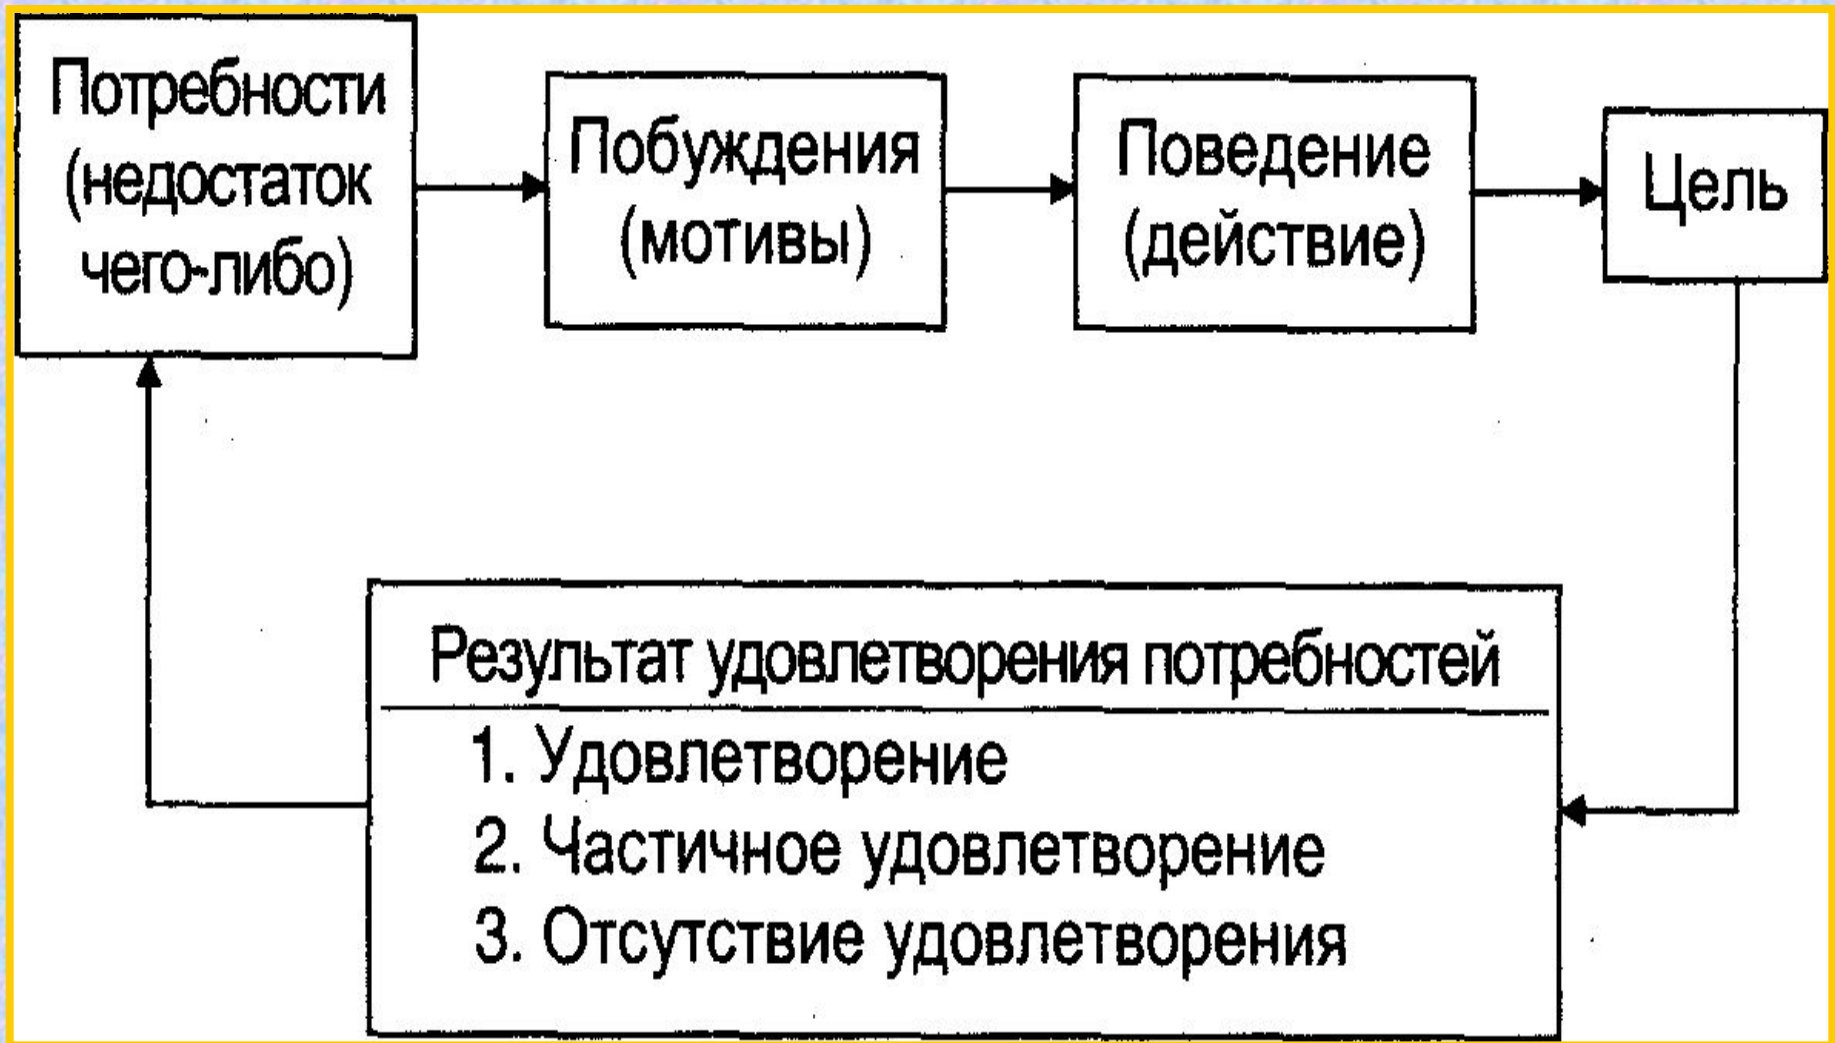 Потребности
(недостаток
чего-либо)
Побуждения
(мотивы)
Поведение
(действие)
Цель
Результат удовлетворения потребностей
1. Удовлетворение
2. Частичное удовлетворение
3. Отсутствие удовлетворения